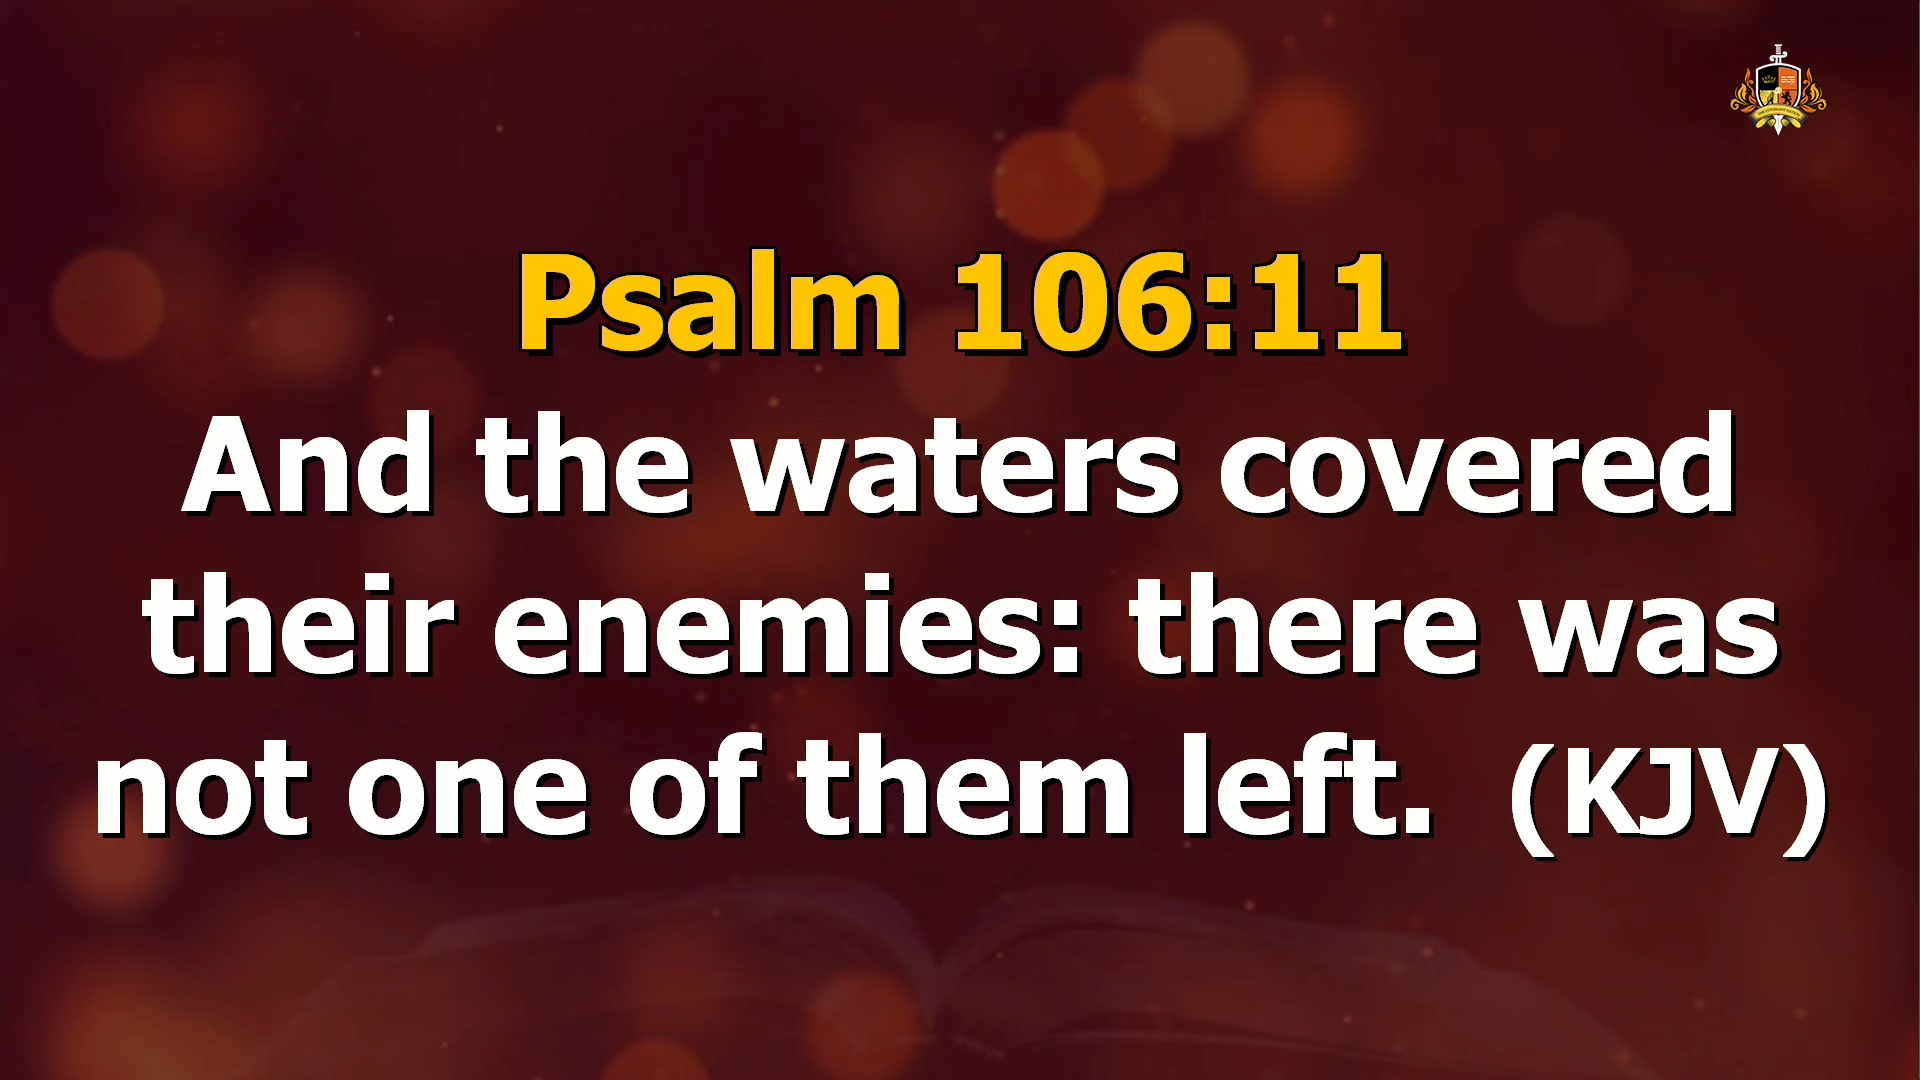 Psalm 106:11
And the waters covered
their enemies: there was
not one of them left.  (KJV)